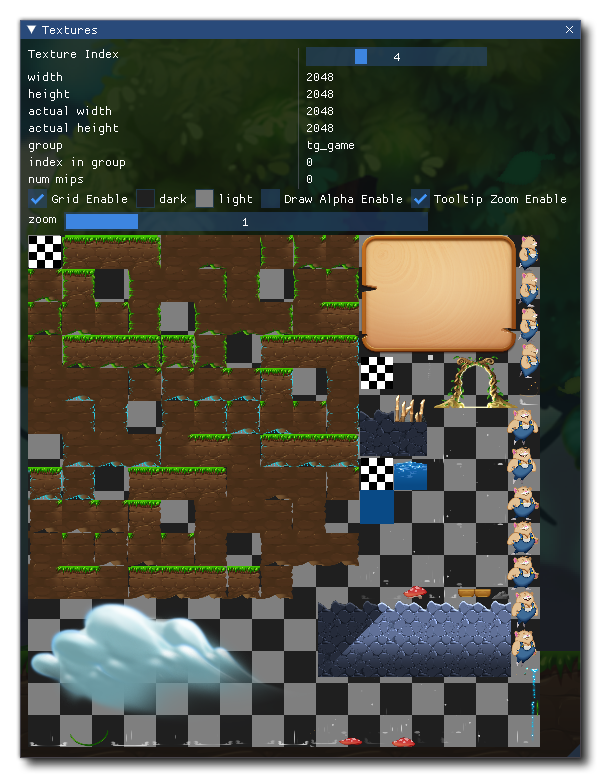 Textures
Texture Index 4
width 2048
height 2048
actual width 2048
actual height 2048
group tg_game
index in group 0
num mips 0
Grid Enable dark light Draw Alpha Enable Tooltip Zoom Enable
zoom 1